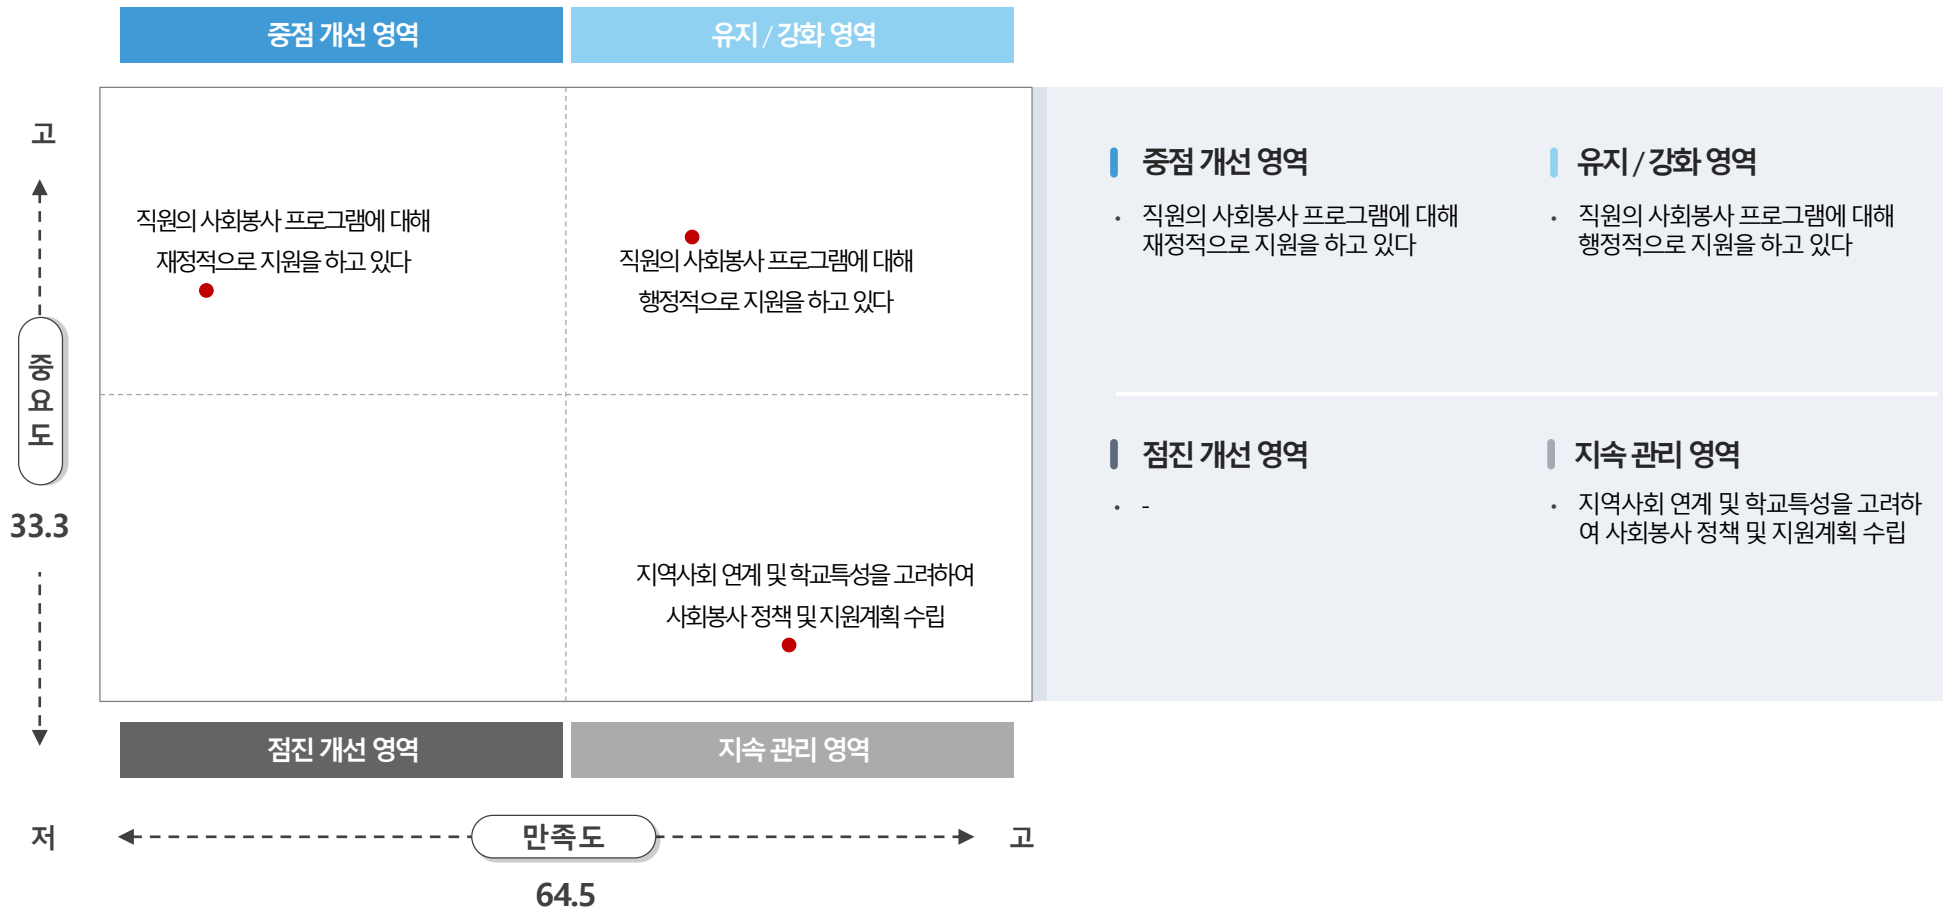 중점 개선 영역
유지 / 강화 영역
고
직원의 사회봉사 프로그램에 대해
재정적으로 지원을 하고 있다
직원의 사회봉사 프로그램에 대해
행정적으로 지원을 하고 있다
중
요
도
33.3
지역사회 연계 및 학교특성을 고려하여
사회봉사 정책 및 지원계획 수립
점진 개선 영역
지속 관리 영역
저
만족도
고
64.5
중점 개선 영역
• 직원의 사회봉사 프로그램에 대해
재정적으로 지원을 하고 있다
유지 / 강화 영역
• 직원의 사회봉사 프로그램에 대해
행정적으로 지원을 하고 있다
점진 개선 영역
• -
지속 관리 영역
• 지역사회 연계 및 학교특성을 고려하
여 사회봉사 정책 및 지원계획 수립